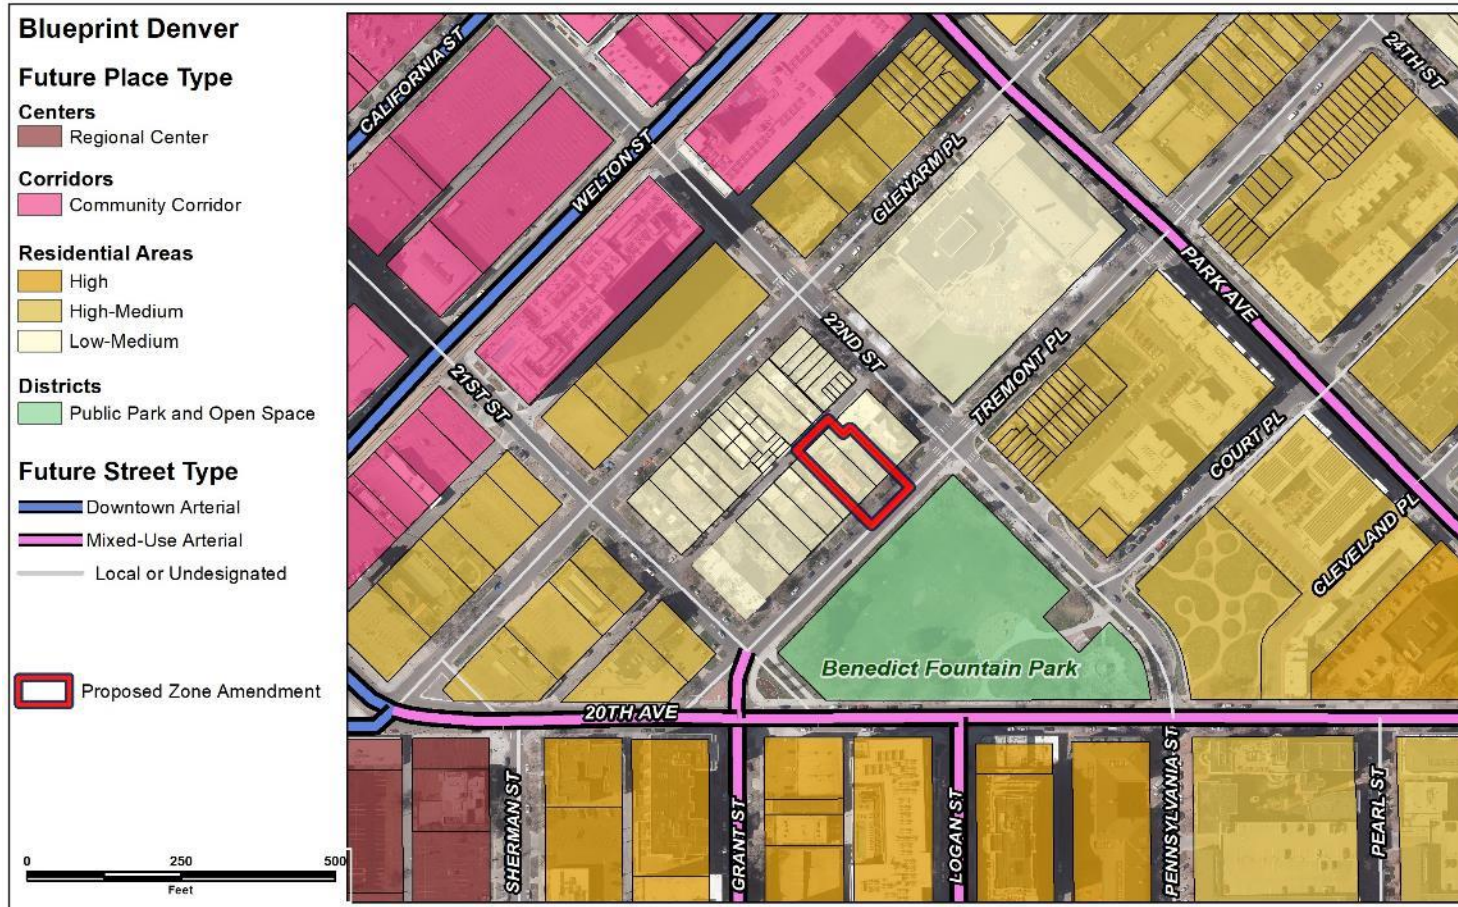 Blueprint Denver
Future Place Type
Centers
Regional Center
Corridors
Community Corridor
Residential Areas
High
High-Medium
Low-Medium
Districts
Public Park and Open Space
Future Street Type
Downtown Arterial
Mixed-Use Arterial
Local or Undesignated
Proposed Zone Amendment
0 250 500
Feet
CALIFORNIA ST
24TH ST
WELTON ST
GLENARM PL
PARK AVE
22ND ST
TREMONT PL
21ST ST
COURT PL
CLEVELAND PL
Benedict Fountain Park
20TH AVE
SHERMAN ST
GRANT ST
LOGAN ST
PENNSYLVANIA ST
PEARL ST